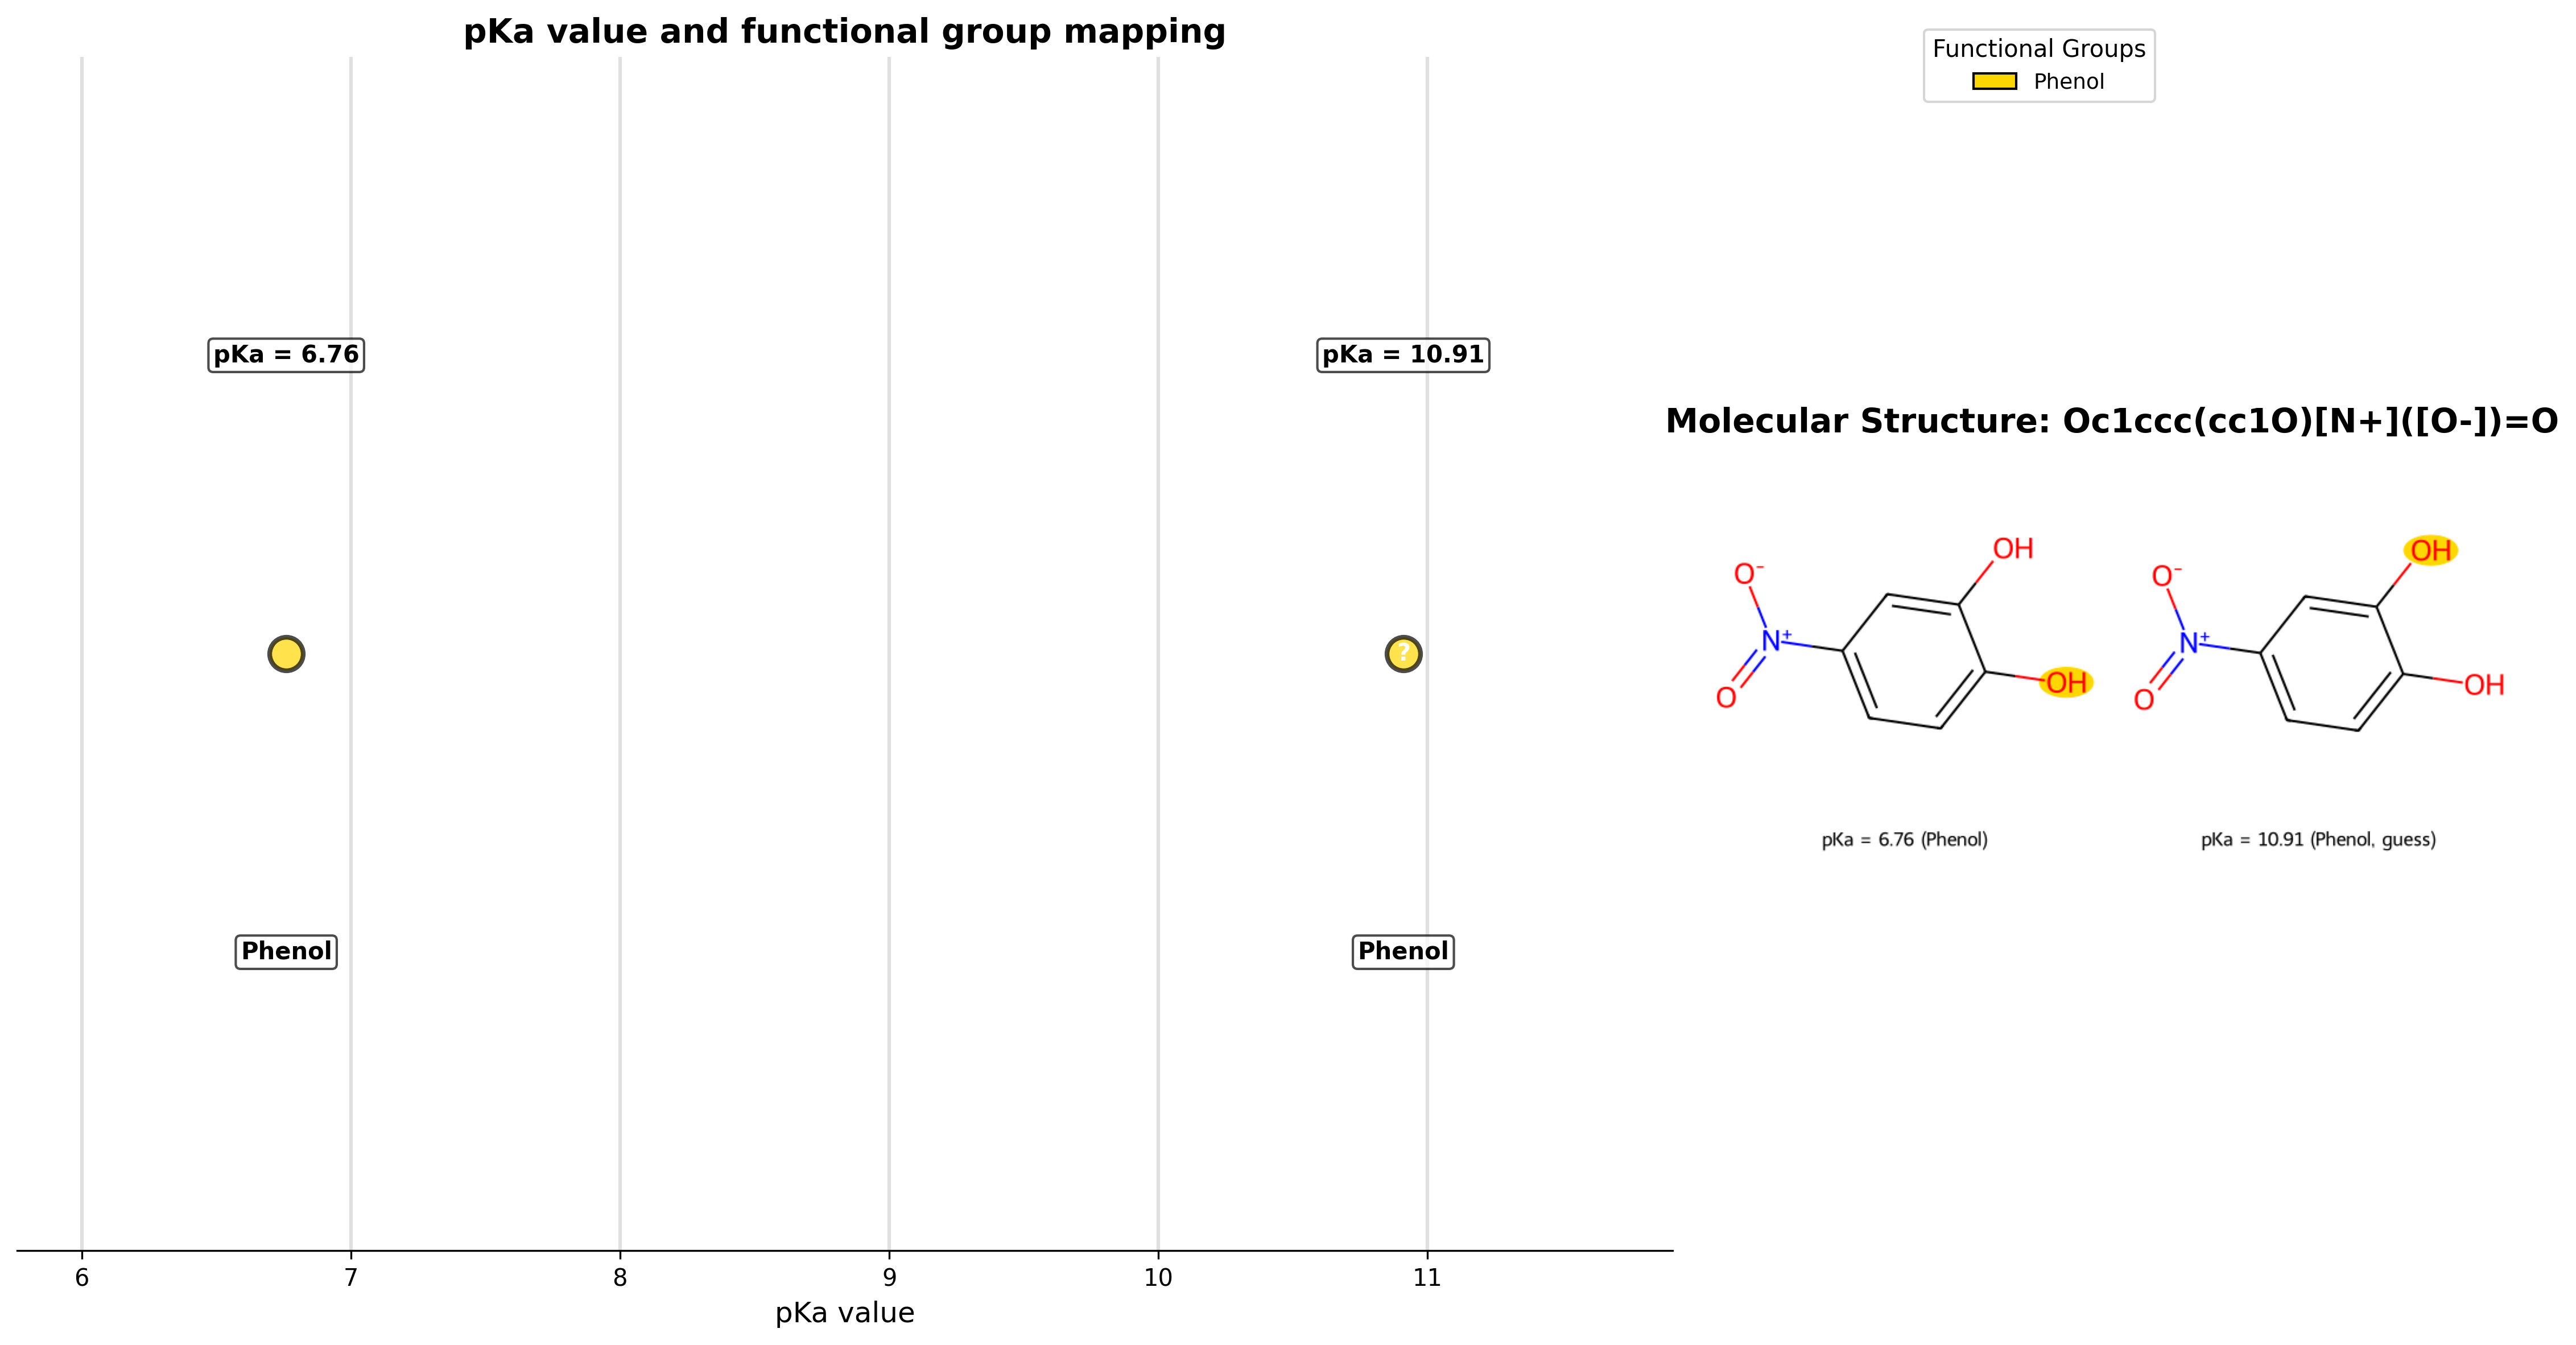 pKa value and functional group mapping
Functional Groups
Phenol
pKa = 6.76
pKa = 10.91
?
Phenol
Phenol
6 7 8 9 10 11
pKa value
Molecular Structure: Oc1ccc(cc1O)[N+]([O-])=O
OH
O⁻
N⁺
O
OH
OH
O⁻
N⁺
O
OH
pKa = 6.76 (Phenol)
pKa = 10.91 (Phenol, guess)